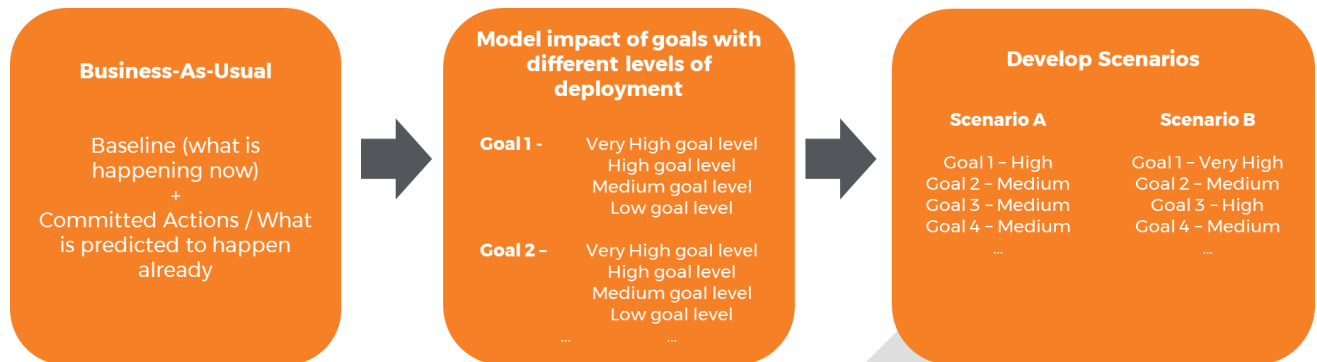 Business-As-Usual
Baseline (what is
happening now)
+
Committed Actions / What
is predicted to happen
already
Model impact of goals with
different levels of
deployment
Goal 1 - Very High goal level
High goal level
Medium goal level
Low goal level
Goal 2 – Very High goal level
High goal level
Medium goal level
Low goal level
... ...
Develop Scenarios
Scenario A
Goal 1 – High
Goal 2 – Medium
Goal 3 – Medium
Goal 4 – Medium
...
Scenario B
Goal 1 – Very High
Goal 2 – Medium
Goal 3 – High
Goal 4 – Medium
...